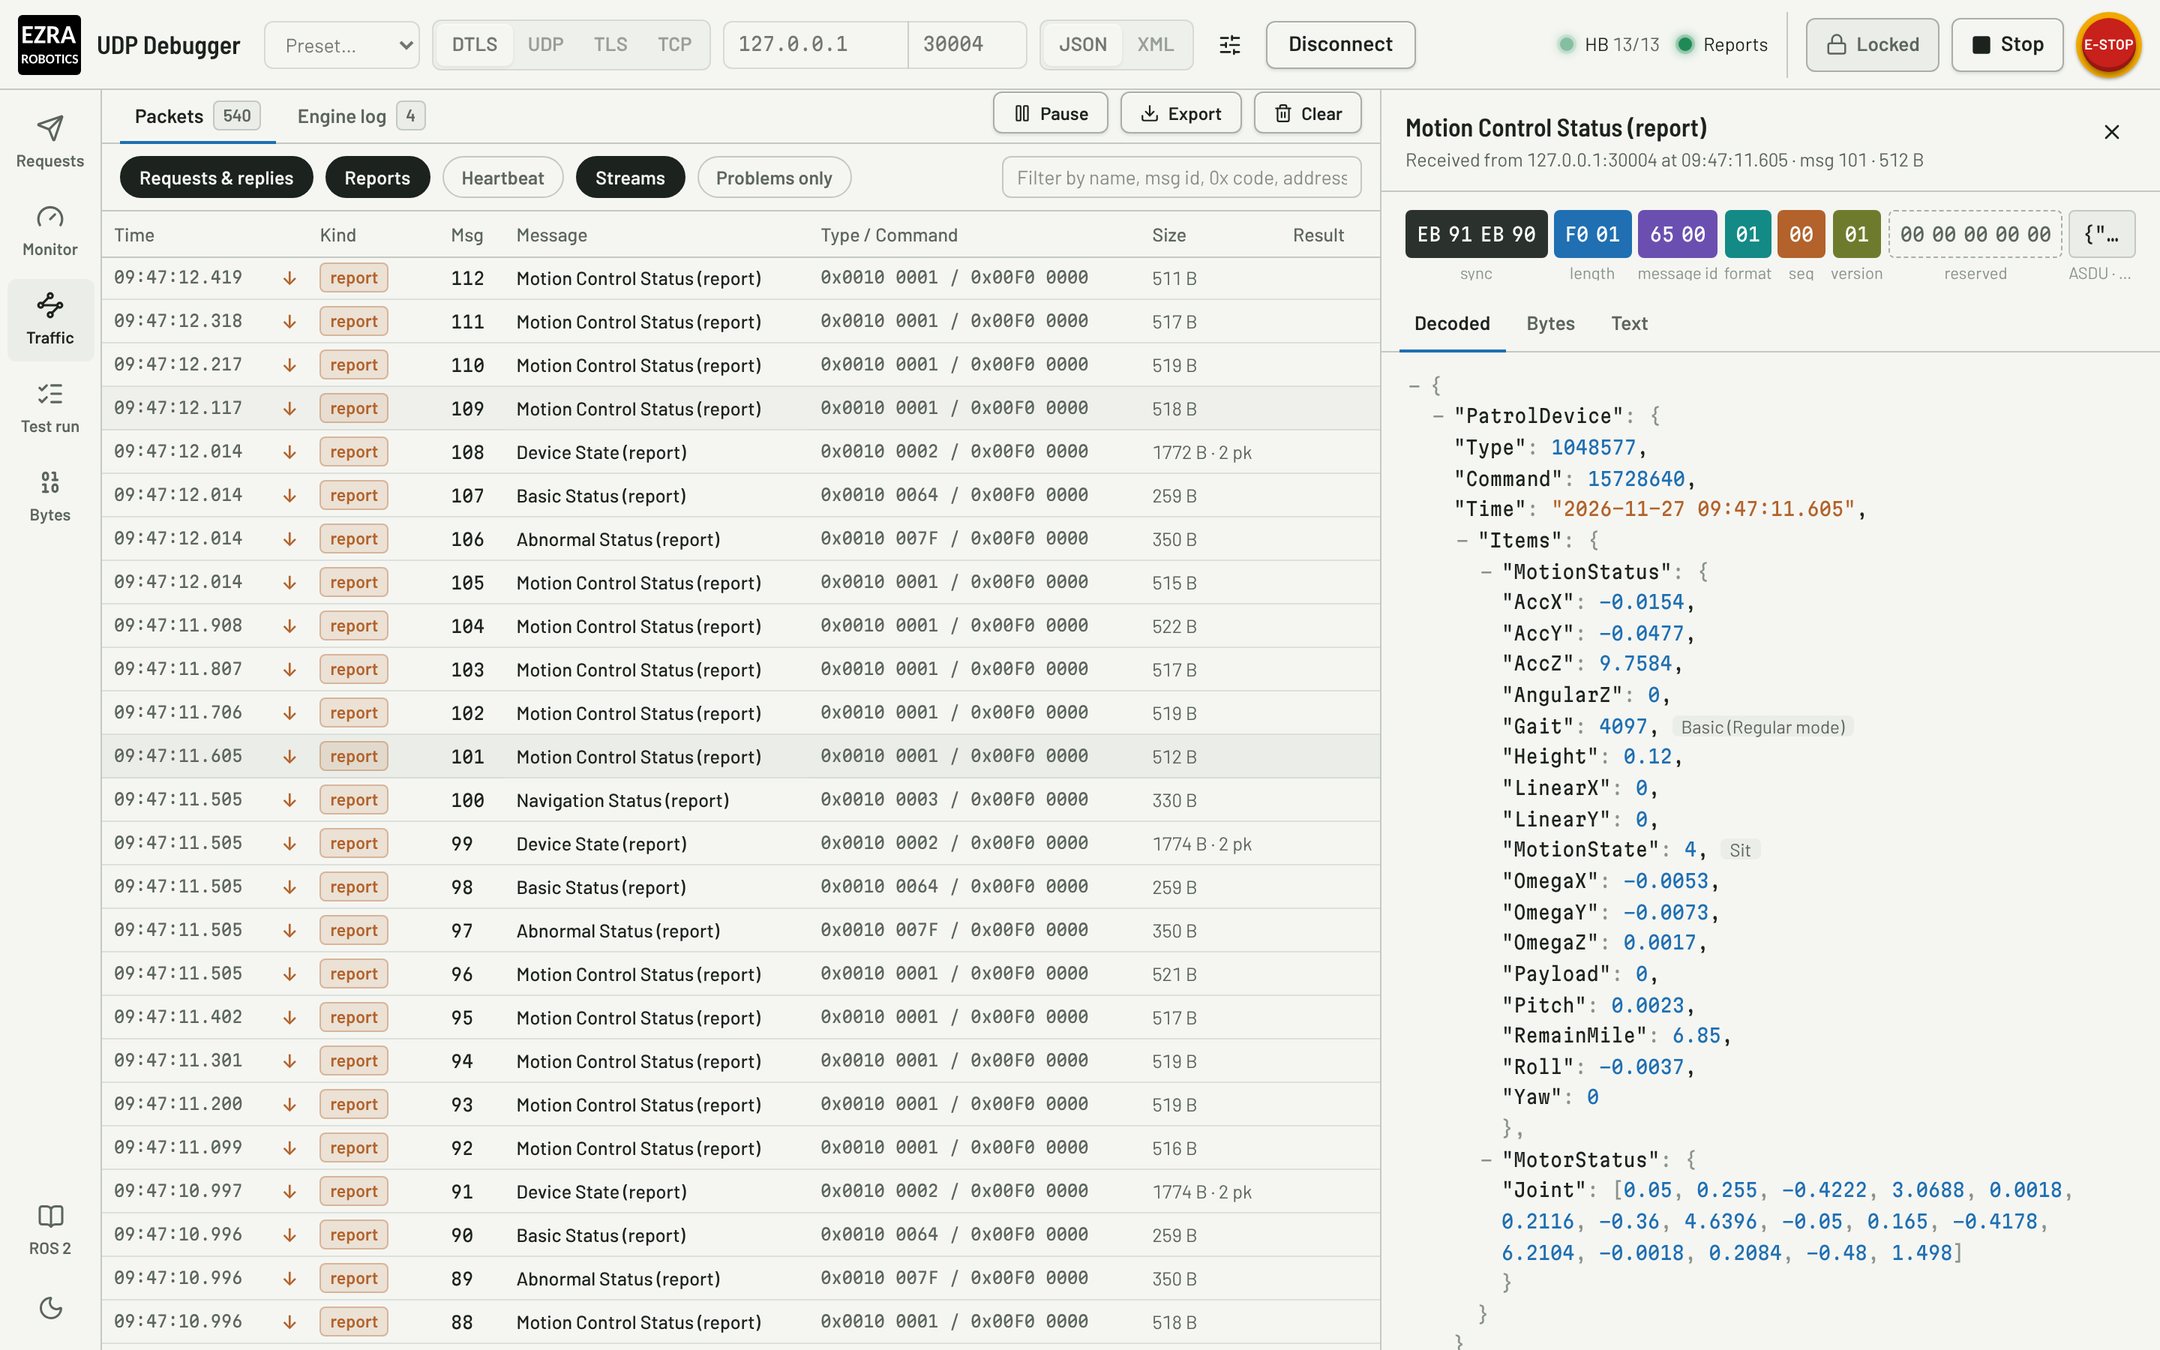 EZRA
ROBOTICS
UDP Debugger
Preset...
DTLS UDP TLS TCP
127.0.0.1 30004
JSON XML
Disconnect
HB 13/13 Reports
Locked
Stop
E-STOP
Requests
Monitor
Traffic
Test run
01
10
Bytes
ROS 2
Packets 540 Engine log 4
Pause Export Clear
Requests & replies Reports Heartbeat Streams Problems only
Filter by name, msg id, 0x code, address
Time Kind Msg Message Type / Command Size Result
09:47:12.419 ↓ report 112 Motion Control Status (report) 0x0010 0001 / 0x00F0 0000 511 B
09:47:12.318 ↓ report 111 Motion Control Status (report) 0x0010 0001 / 0x00F0 0000 517 B
09:47:12.217 ↓ report 110 Motion Control Status (report) 0x0010 0001 / 0x00F0 0000 519 B
09:47:12.117 ↓ report 109 Motion Control Status (report) 0x0010 0001 / 0x00F0 0000 518 B
09:47:12.014 ↓ report 108 Device State (report) 0x0010 0002 / 0x00F0 0000 1772 B · 2 pk
09:47:12.014 ↓ report 107 Basic Status (report) 0x0010 0064 / 0x00F0 0000 259 B
09:47:12.014 ↓ report 106 Abnormal Status (report) 0x0010 007F / 0x00F0 0000 350 B
09:47:12.014 ↓ report 105 Motion Control Status (report) 0x0010 0001 / 0x00F0 0000 515 B
09:47:11.908 ↓ report 104 Motion Control Status (report) 0x0010 0001 / 0x00F0 0000 522 B
09:47:11.807 ↓ report 103 Motion Control Status (report) 0x0010 0001 / 0x00F0 0000 517 B
09:47:11.706 ↓ report 102 Motion Control Status (report) 0x0010 0001 / 0x00F0 0000 519 B
09:47:11.605 ↓ report 101 Motion Control Status (report) 0x0010 0001 / 0x00F0 0000 512 B
09:47:11.505 ↓ report 100 Navigation Status (report) 0x0010 0003 / 0x00F0 0000 330 B
09:47:11.505 ↓ report 99 Device State (report) 0x0010 0002 / 0x00F0 0000 1774 B · 2 pk
09:47:11.505 ↓ report 98 Basic Status (report) 0x0010 0064 / 0x00F0 0000 259 B
09:47:11.505 ↓ report 97 Abnormal Status (report) 0x0010 007F / 0x00F0 0000 350 B
09:47:11.505 ↓ report 96 Motion Control Status (report) 0x0010 0001 / 0x00F0 0000 521 B
09:47:11.402 ↓ report 95 Motion Control Status (report) 0x0010 0001 / 0x00F0 0000 517 B
09:47:11.301 ↓ report 94 Motion Control Status (report) 0x0010 0001 / 0x00F0 0000 519 B
09:47:11.200 ↓ report 93 Motion Control Status (report) 0x0010 0001 / 0x00F0 0000 519 B
09:47:11.099 ↓ report 92 Motion Control Status (report) 0x0010 0001 / 0x00F0 0000 516 B
09:47:10.997 ↓ report 91 Device State (report) 0x0010 0002 / 0x00F0 0000 1774 B · 2 pk
09:47:10.996 ↓ report 90 Basic Status (report) 0x0010 0064 / 0x00F0 0000 259 B
09:47:10.996 ↓ report 89 Abnormal Status (report) 0x0010 007F / 0x00F0 0000 350 B
09:47:10.996 ↓ report 88 Motion Control Status (report) 0x0010 0001 / 0x00F0 0000 518 B
Motion Control Status (report)
Received from 127.0.0.1:30004 at 09:47:11.605 · msg 101 · 512 B
EB 91 EB 90 F0 01 65 00 01 00 01 00 00 00 00 00 {"…
sync length message id format seq version reserved ASDU · …
Decoded Bytes Text
– {
– "PatrolDevice": {
"Type": 1048577,
"Command": 15728640,
"Time": "2026-11-27 09:47:11.605",
– "Items": {
– "MotionStatus": {
"AccX": -0.0154,
"AccY": -0.0477,
"AccZ": 9.7584,
"AngularZ": 0,
"Gait": 4097, Basic (Regular mode)
"Height": 0.12,
"LinearX": 0,
"LinearY": 0,
"MotionState": 4, Sit
"OmegaX": -0.0053,
"OmegaY": -0.0073,
"OmegaZ": 0.0017,
"Payload": 0,
"Pitch": 0.0023,
"RemainMile": 6.85,
"Roll": -0.0037,
"Yaw": 0
},
– "MotorStatus": {
"Joint": [0.05, 0.255, -0.4222, 3.0688, 0.0018,
0.2116, -0.36, 4.6396, -0.05, 0.165, -0.4178,
6.2104, -0.0018, 0.2084, -0.48, 1.498]
}
}
}